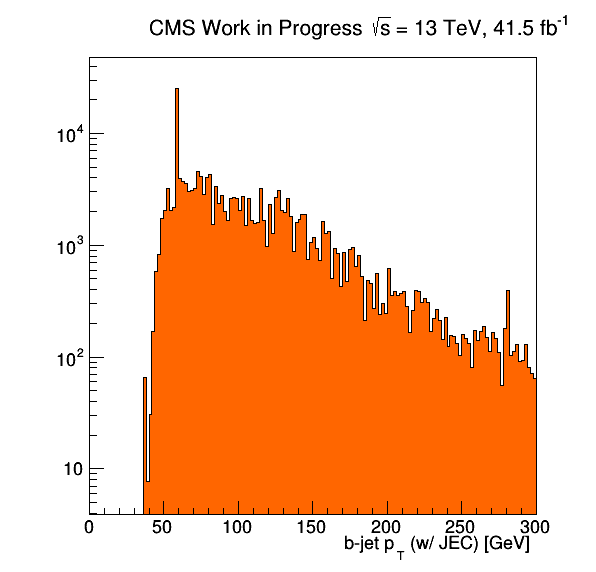 CMS Work in Progress √s = 13 TeV, 41.5 fb⁻¹
10⁴
10³
10²
10
0 50 100 150 200 250 300
b-jet p_T (w/ JEC) [GeV]